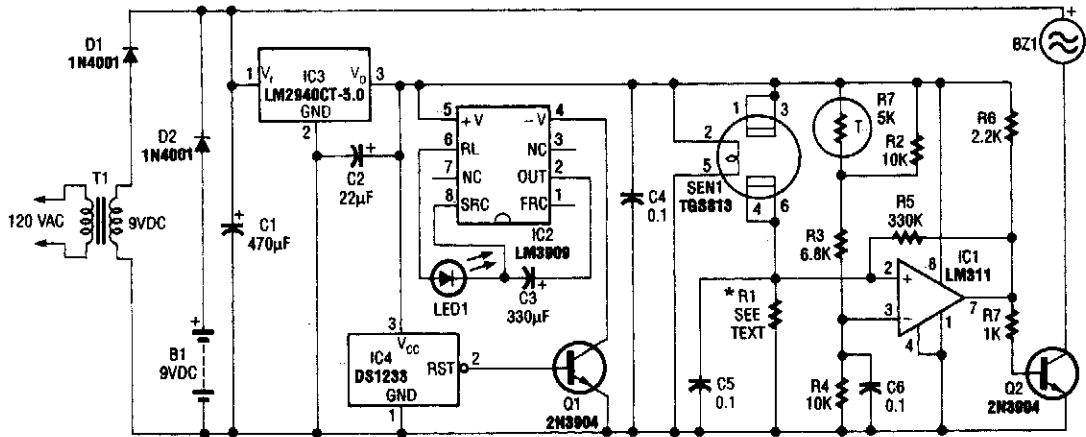 D1
1N4001
D2
1N4001
T1
120 VAC
9VDC
B1
9VDC
+
C1
470µF
+
1
VI
IC3
VO
3
LM2940CT-5.0
GND
2
C2
22µF
+
5
+V
-V
4
6
RL
NC
3
7
NC
OUT
2
8
SRC
FRC
1
IC2
LM3909
LED1
C3
330µF
+
3
VCC
IC4
DS1233
RST
2
GND
1
Q1
2N3904
C4
0.1
1
3
2
5
SEN1
TGS813
4
6
C5
0.1
* R1
SEE
TEXT
T
R7
5K
R2
10K
R3
6.8K
R4
10K
C6
0.1
R5
330K
R6
2.2K
IC1
LM311
2
+
8
3
-
7
4
1
R7
1K
Q2
2N3904
BZ1
+